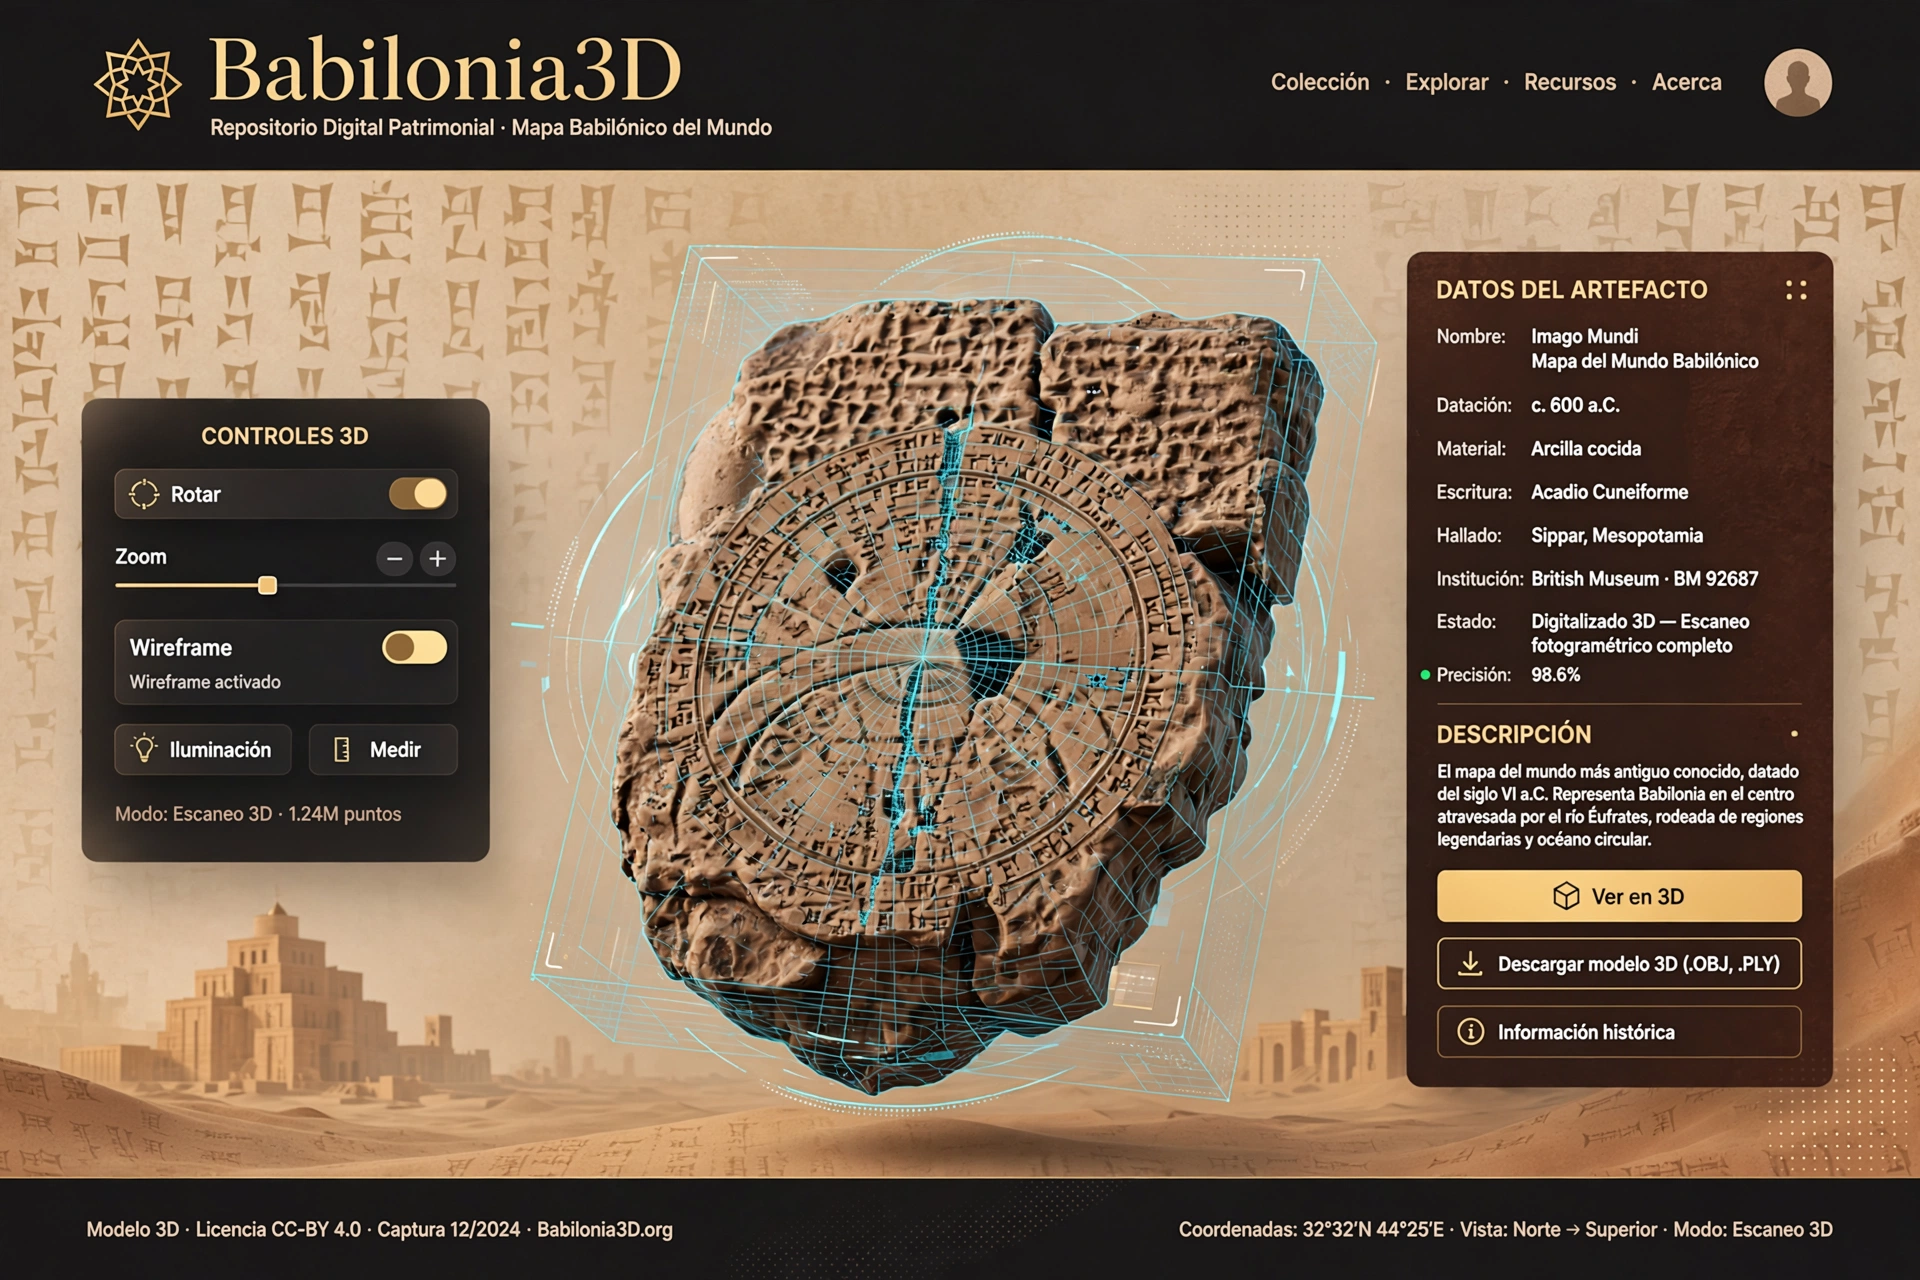 Babilonia3D
Repositorio Digital Patrimonial · Mapa Babilónico del Mundo
Colección · Explorar · Recursos · Acerca
CONTROLES 3D
Rotar
Zoom
− +
Wireframe
Wireframe activado
Iluminación
Medir
Modo: Escaneo 3D · 1.24M puntos
DATOS DEL ARTEFACTO
Nombre: Imago Mundi
Mapa del Mundo Babilónico
Datación: c. 600 a.C.
Material: Arcilla cocida
Escritura: Acadio Cuneiforme
Hallado: Sippar, Mesopotamia
Institución: British Museum · BM 92687
Estado: Digitalizado 3D — Escaneo
fotogramétrico completo
Precisión: 98.6%
DESCRIPCIÓN
El mapa del mundo más antiguo conocido, datado
del siglo VI a.C. Representa Babilonia en el centro
atravesada por el río Éufrates, rodeada de regiones
legendarias y océano circular.
Ver en 3D
Descargar modelo 3D (.OBJ, .PLY)
Información histórica
Modelo 3D · Licencia CC-BY 4.0 · Captura 12/2024 · Babilonia3D.org
Coordenadas: 32°32'N 44°25'E · Vista: Norte → Superior · Modo: Escaneo 3D